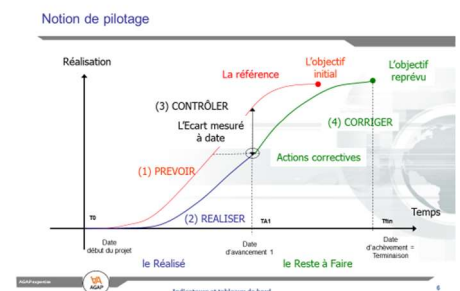 Notion de pilotage
Réalisation
La référence
L'objectif
initial
L'objectif
reprévu
(3) CONTRÔLER
L'Ecart mesuré
à date
(4) CORRIGER
Actions correctives
(1) PREVOIR
(2) REALISER
T0
TA1
Tfin
Temps
Date
début du projet
Date
d'avancement 1
Date
d'achèvement =
Terminaison
le Réalisé
le Reste à Faire
AGAP
6